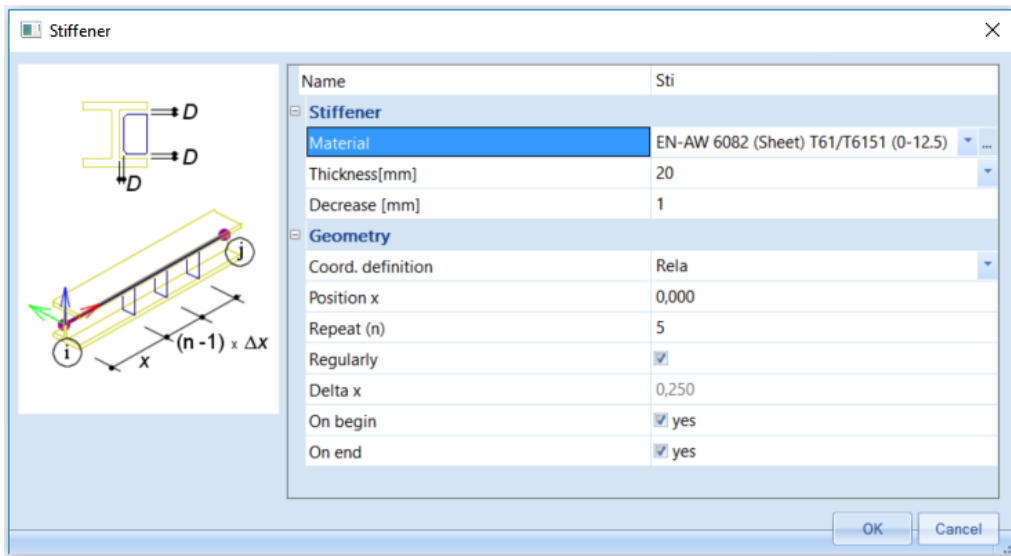 Stiffener
Name Sti
Stiffener
Material EN-AW 6082 (Sheet) T61/T6151 (0-12.5) ...
Thickness[mm] 20
Decrease [mm] 1
Geometry
Coord. definition Rela
Position x 0,000
Repeat (n) 5
Regularly
Delta x 0,250
On begin yes
On end yes
D
D
D
j
i
x
(n -1) x Δx
OK Cancel